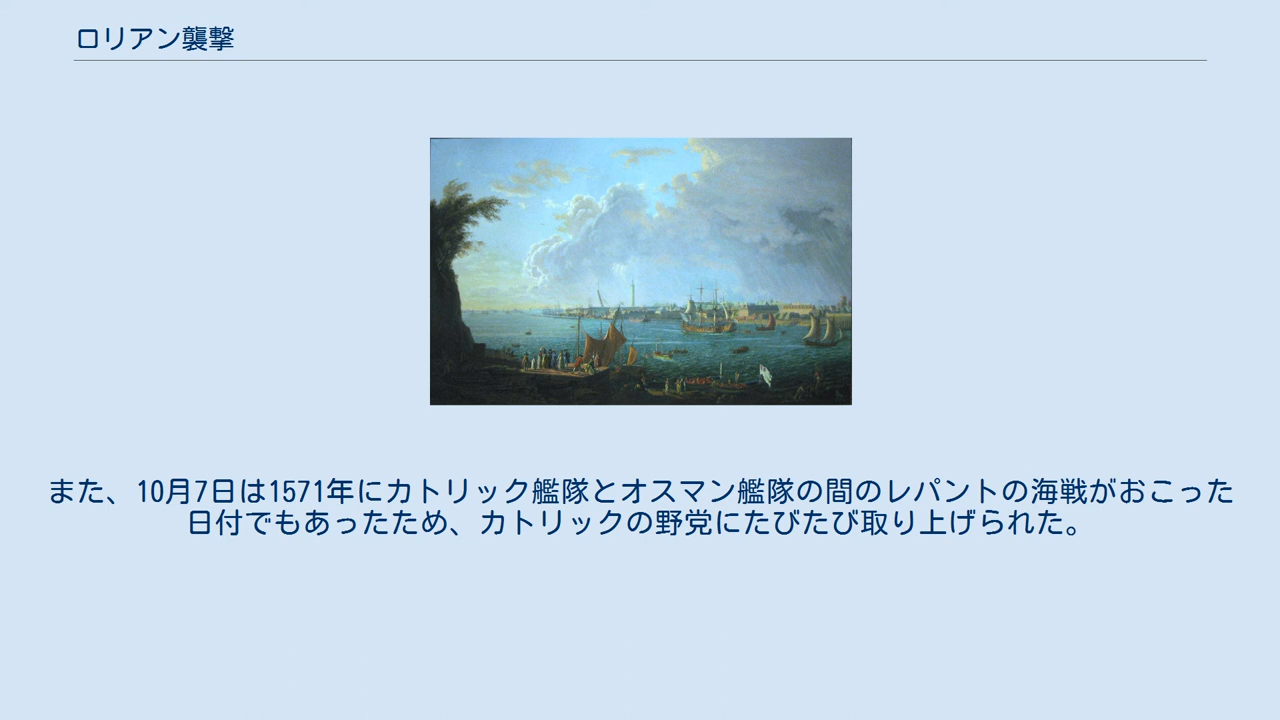 ロリアン襲撃
また、10月7日は1571年にカトリック艦隊とオスマン艦隊の間のレパントの海戦がおこった
日付でもあったため、カトリックの野党にたびたび取り上げられた。